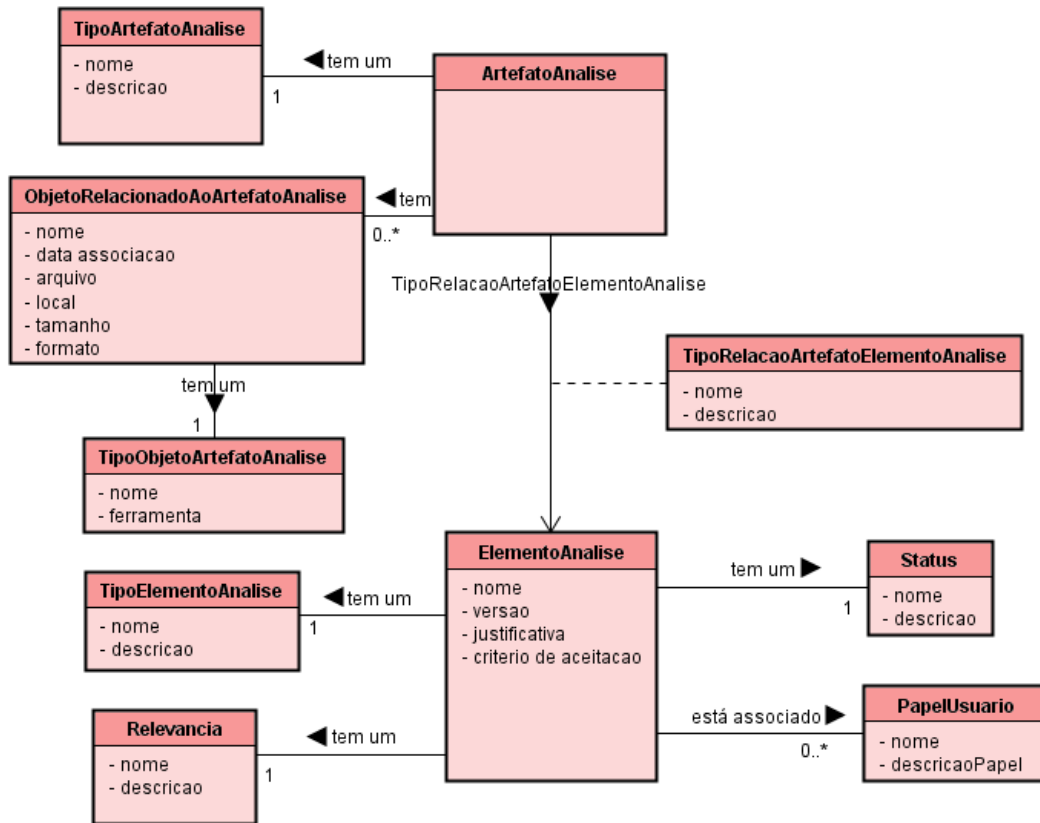 TipoArtefatoAnalise
- nome
- descricao
tem um
1
ArtefatoAnalise
ObjetoRelacionadoAoArtefatoAnalise
- nome
- data associacao
- arquivo
- local
- tamanho
- formato
tem
0..*
TipoRelacaoArtefatoElementoAnalise
TipoRelacaoArtefatoElementoAnalise
- nome
- descricao
tem um
1
TipoObjetoArtefatoAnalise
- nome
- ferramenta
ElementoAnalise
- nome
- versao
- justificativa
- criterio de aceitacao
tem um
1
Status
- nome
- descricao
TipoElementoAnalise
- nome
- descricao
tem um
1
está associado
0..*
PapelUsuario
- nome
- descricaoPapel
Relevancia
- nome
- descricao
tem um
1